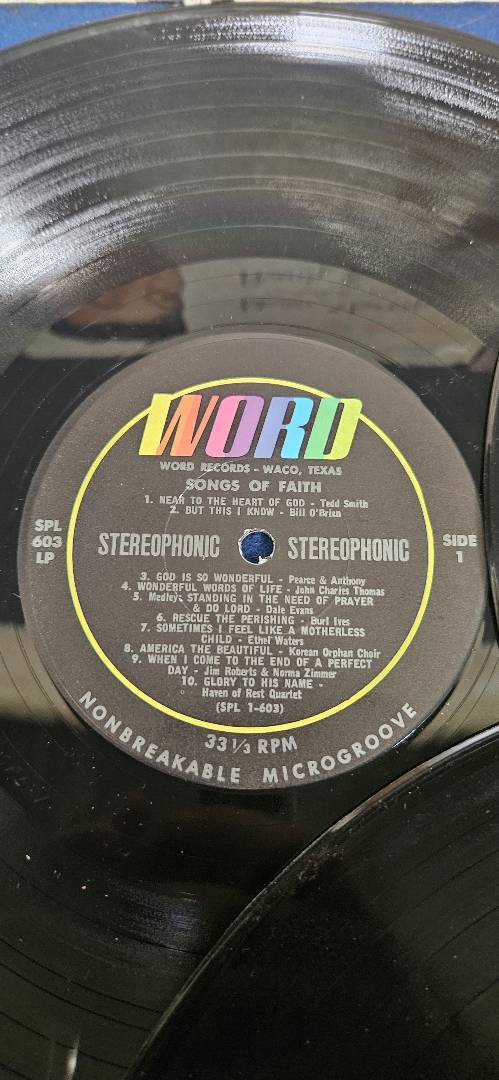 WORD
WORD RECORDS - WACO, TEXAS
SONGS OF FAITH
1. NEAR TO THE HEART OF GOD - Tedd Smith
2. BUT THIS I KNOW - Bill O'Brien
SPL
603
LP
STEREOPHONIC STEREOPHONIC
SIDE
1
3. GOD IS SO WONDERFUL - Pearce & Anthony
4. WONDERFUL WORDS OF LIFE - John Charles Thomas
5. Medley: STANDING IN THE NEED OF PRAYER
& DO LORD - Dale Evans
6. RESCUE THE PERISHING - Burl Ives
7. SOMETIMES I FEEL LIKE A MOTHERLESS
CHILD - Ethel Waters
8. AMERICA THE BEAUTIFUL - Korean Orphan Choir
9. WHEN I COME TO THE END OF A PERFECT
DAY - Jim Roberts & Norma Zimmer
10. GLORY TO HIS NAME -
Haven of Rest Quartet
(SPL 1-603)
33 1/3 RPM
NONBREAKABLE MICROGROOVE